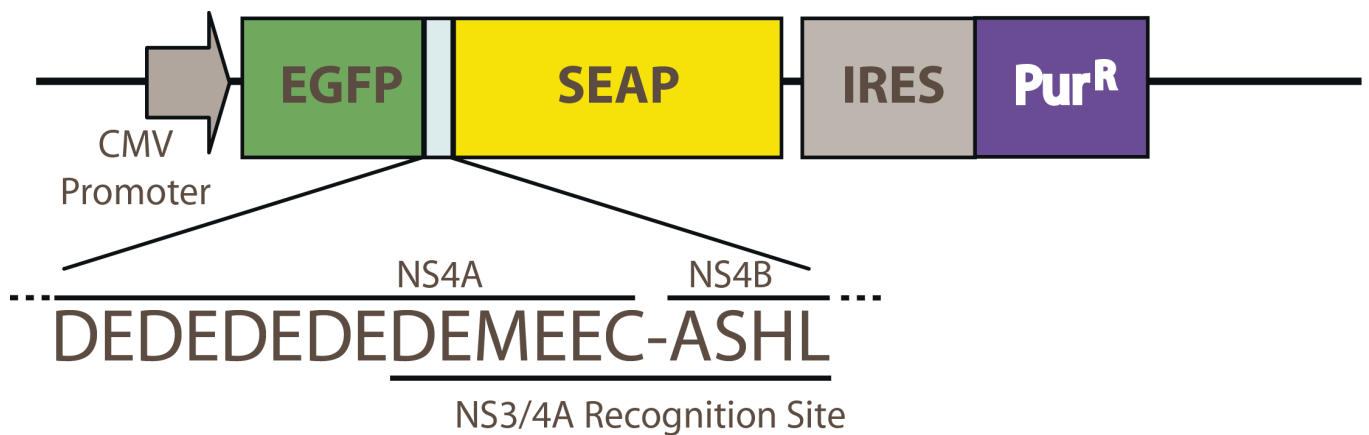 EGFP
SEAP
IRES
Purᴿ
CMV
Promoter
NS4A
NS4B
DEDEDEDEDEMEEC-ASHL
NS3/4A Recognition Site